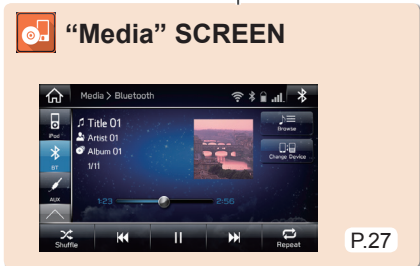 “Media” SCREEN
Media > Bluetooth
iPod
Title 01
Artist 01
Album 01
1/11
Browse
Change Device
BT
AUX
1:23
2:56
Shuffle
Repeat
P.27